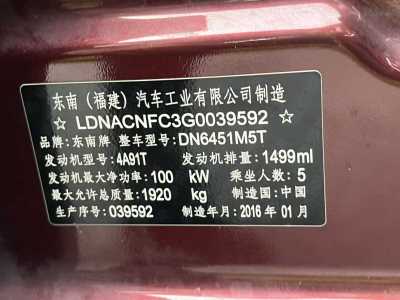 东南（福建）汽车工业有限公司制造
☆ LDNACNFC3G0039592 ☆
品牌: 东南牌 整车型号: DN6451M5T
发动机型号: 4A91T 发动机排量: 1499ml
发动机最大净功率: 100 kW 乘坐人数: 5
最大允许总质量: 1920 kg 制造国: 中国
生产序号: 039592 制造年月: 2016 年 01 月